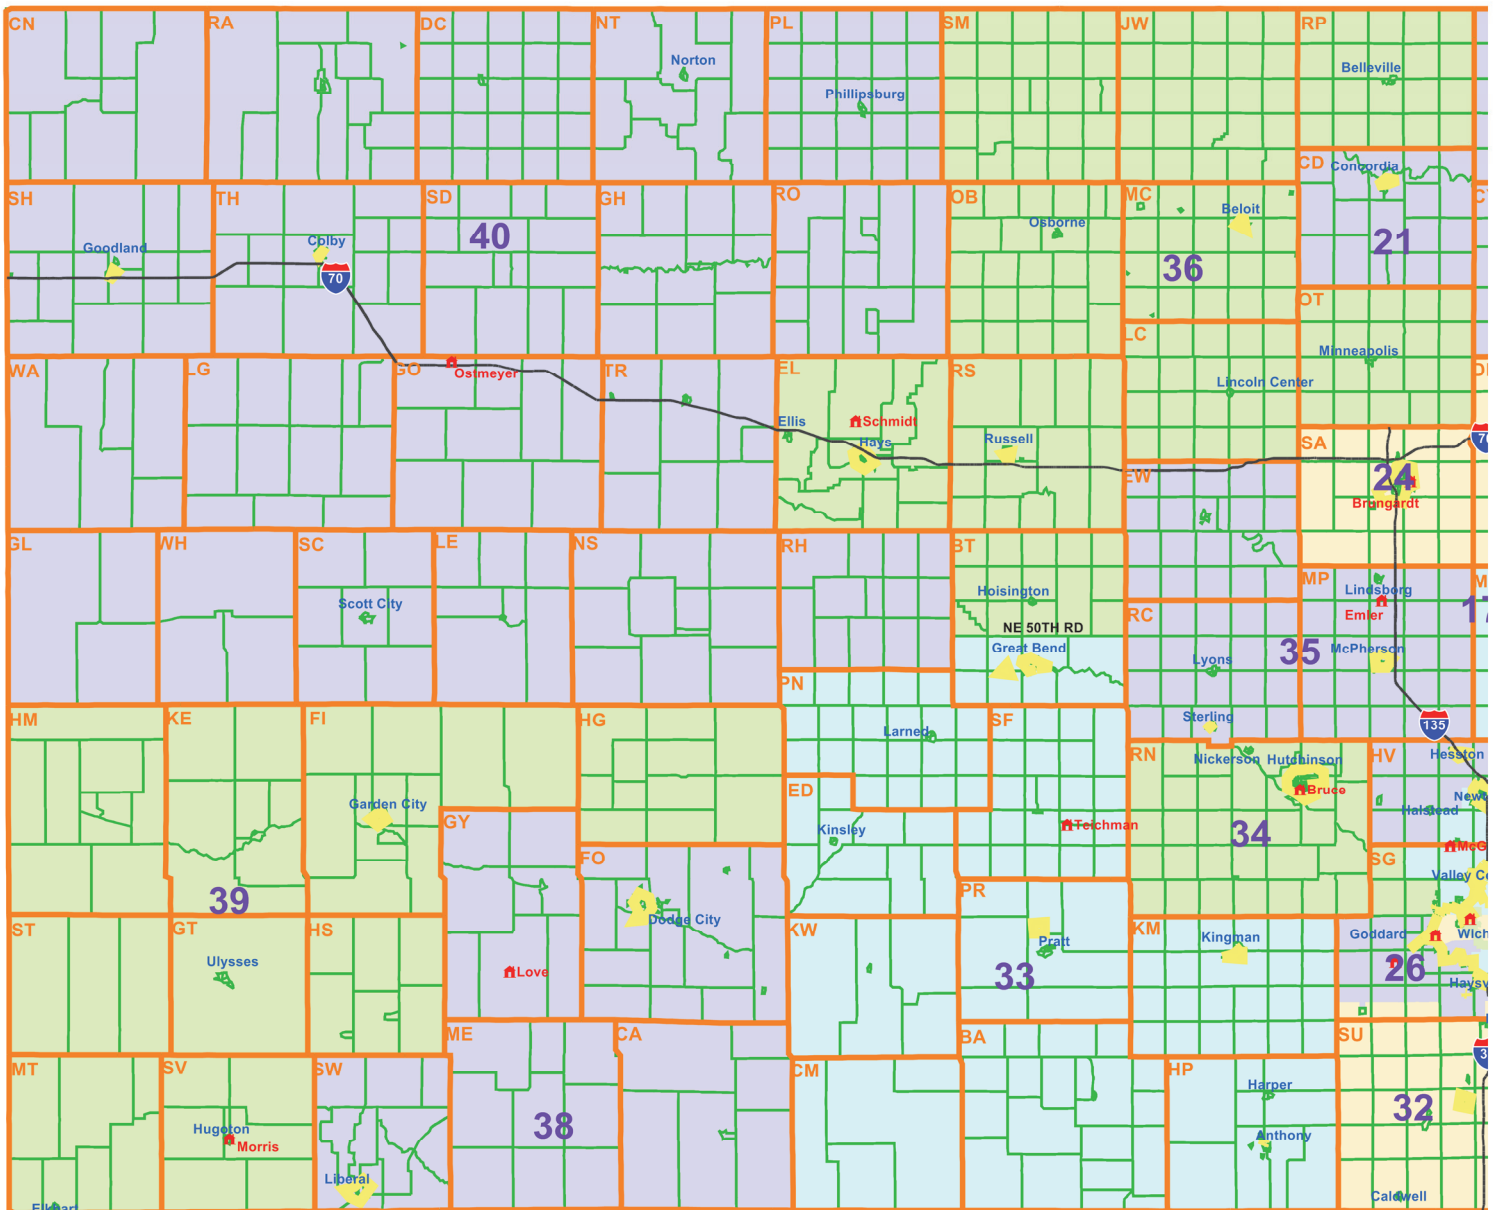 CN
RA
DC
NT
PL
SM
JW
RP
Norton
Belleville
Phillipsburg
CD
Concordia
SH
TH
SD
GH
RO
OB
MC
Osborne
Beloit
Goodland
Colby
40
21
36
70
OT
LC
Minneapolis
WA
LG
GO
Ostmeyer
TR
EL
RS
Lincoln Center
Ellis
Schmidt
Hays
Russell
SA
EW
24
Brungardt
GL
WH
SC
LE
NS
RH
BT
MP
Scott City
Hoisington
Lindsborg
Emler
RC
17
NE 50TH RD
Great Bend
35
McPherson
Lyons
PN
HM
KE
FI
HG
SF
Sterling
135
Larned
RN
Nickerson
Hutchinson
HV
Hesston
ED
Bruce
Garden City
GY
Kinsley
Teichman
34
Halstead
FO
SG
39
PR
ST
GT
HS
Dodge City
KW
Pratt
KM
Kingman
Goddard
Ulysses
Love
33
26
ME
CA
BA
SU
MT
SV
SW
CM
HP
Harper
38
32
Hugoton
Morris
Anthony
Liberal
Caldwell